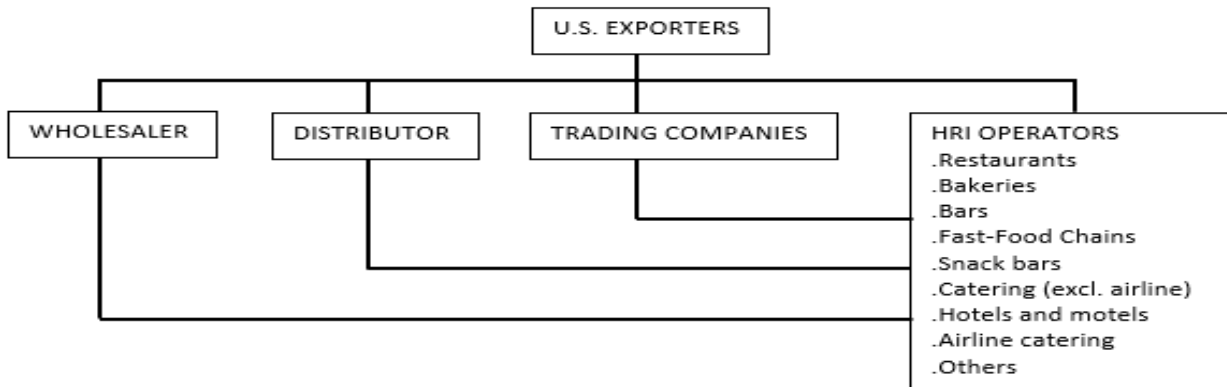 U.S. EXPORTERS
WHOLESALER
DISTRIBUTOR
TRADING COMPANIES
HRI OPERATORS
.Restaurants
.Bakeries
.Bars
.Fast-Food Chains
.Snack bars
.Catering (excl. airline)
.Hotels and motels
.Airline catering
.Others